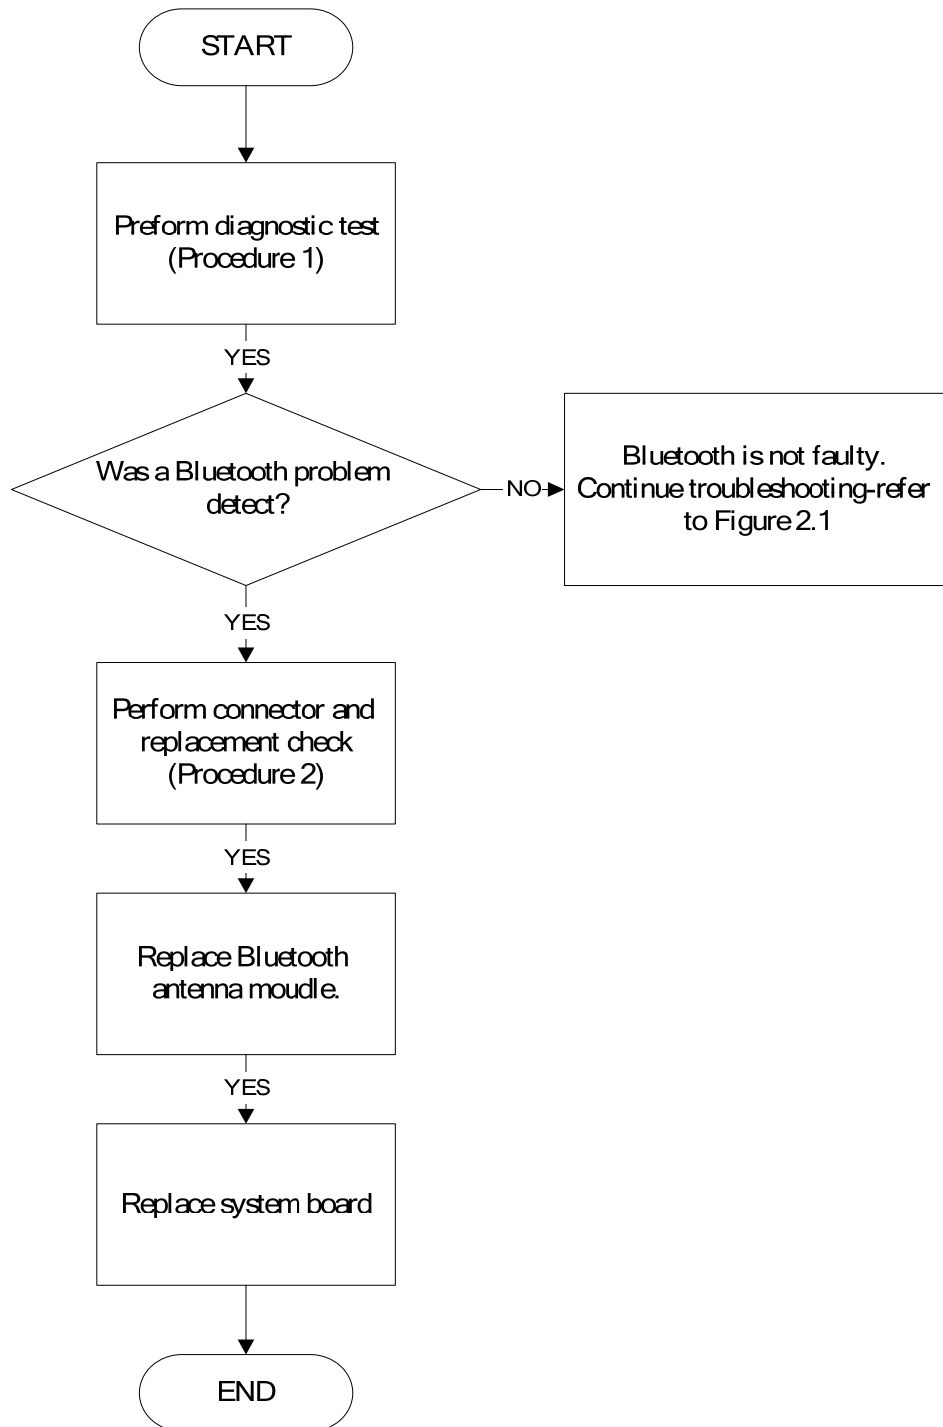 START
Preform diagnostic test
(Procedure 1)
YES
Was a Bluetooth problem
detect?
NO
Bluetooth is not faulty.
Continue troubleshooting-refer
to Figure 2.1
YES
Perform connector and
replacement check
(Procedure 2)
YES
Replace Bluetooth
antenna moudle.
YES
Replace system board
END